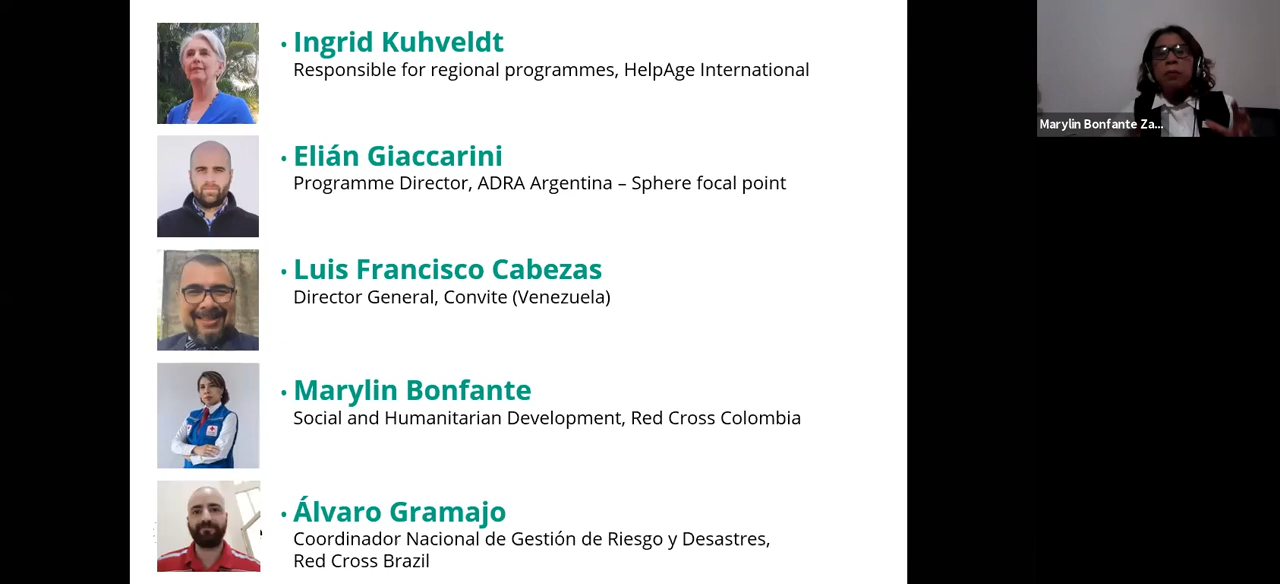 • Ingrid Kuhveldt
Responsible for regional programmes, HelpAge International
• Elián Giaccarini
Programme Director, ADRA Argentina – Sphere focal point
• Luis Francisco Cabezas
Director General, Convite (Venezuela)
• Marylin Bonfante
Social and Humanitarian Development, Red Cross Colombia
• Álvaro Gramajo
Coordinador Nacional de Gestión de Riesgo y Desastres,
Red Cross Brazil
Marylin Bonfante Za...